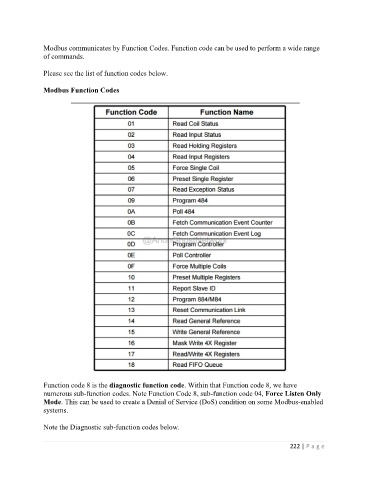 Modbus communicates by Function Codes. Function code can be used to perform a wide range
of commands.
Please see the list of function codes below.
Modbus Function Codes
Function Code Function Name
01 Read Coil Status
02 Read Input Status
03 Read Holding Registers
04 Read Input Registers
05 Force Single Coil
06 Preset Single Register
07 Read Exception Status
09 Program 484
0A Poll 484
0B Fetch Communication Event Counter
0C Fetch Communication Event Log
0D Program Controller
0E Poll Controller
0F Force Multiple Coils
10 Preset Multiple Registers
11 Report Slave ID
12 Program 884/M84
13 Reset Communication Link
14 Read General Reference
15 Write General Reference
16 Mask Write 4X Register
17 Read/Write 4X Registers
18 Read FIFO Queue
Function code 8 is the diagnostic function code. Within that Function code 8, we have
numerous sub-function codes. Note Function Code 8, sub-function code 04, Force Listen Only
Mode. This can be used to create a Denial of Service (DoS) condition on some Modbus-enabled
systems.
Note the Diagnostic sub-function codes below.
222 | P a g e